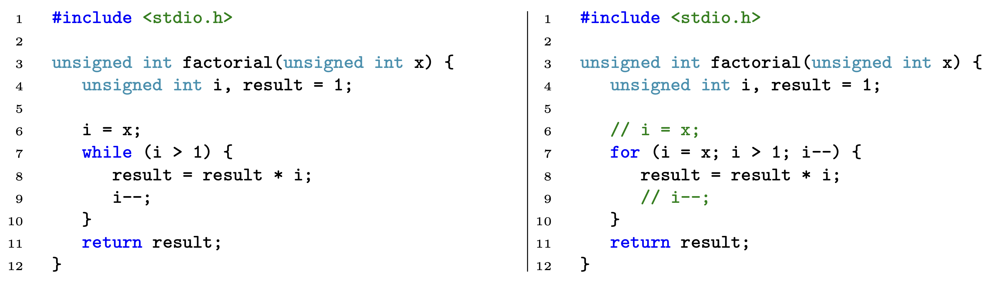 1 #include <stdio.h>
2
3 unsigned int factorial(unsigned int x) {
4 unsigned int i, result = 1;
5
6 i = x;
7 while (i > 1) {
8 result = result * i;
9 i--;
10 }
11 return result;
12 }
1 #include <stdio.h>
2
3 unsigned int factorial(unsigned int x) {
4 unsigned int i, result = 1;
5
6 // i = x;
7 for (i = x; i > 1; i--) {
8 result = result * i;
9 // i--;
10 }
11 return result;
12 }